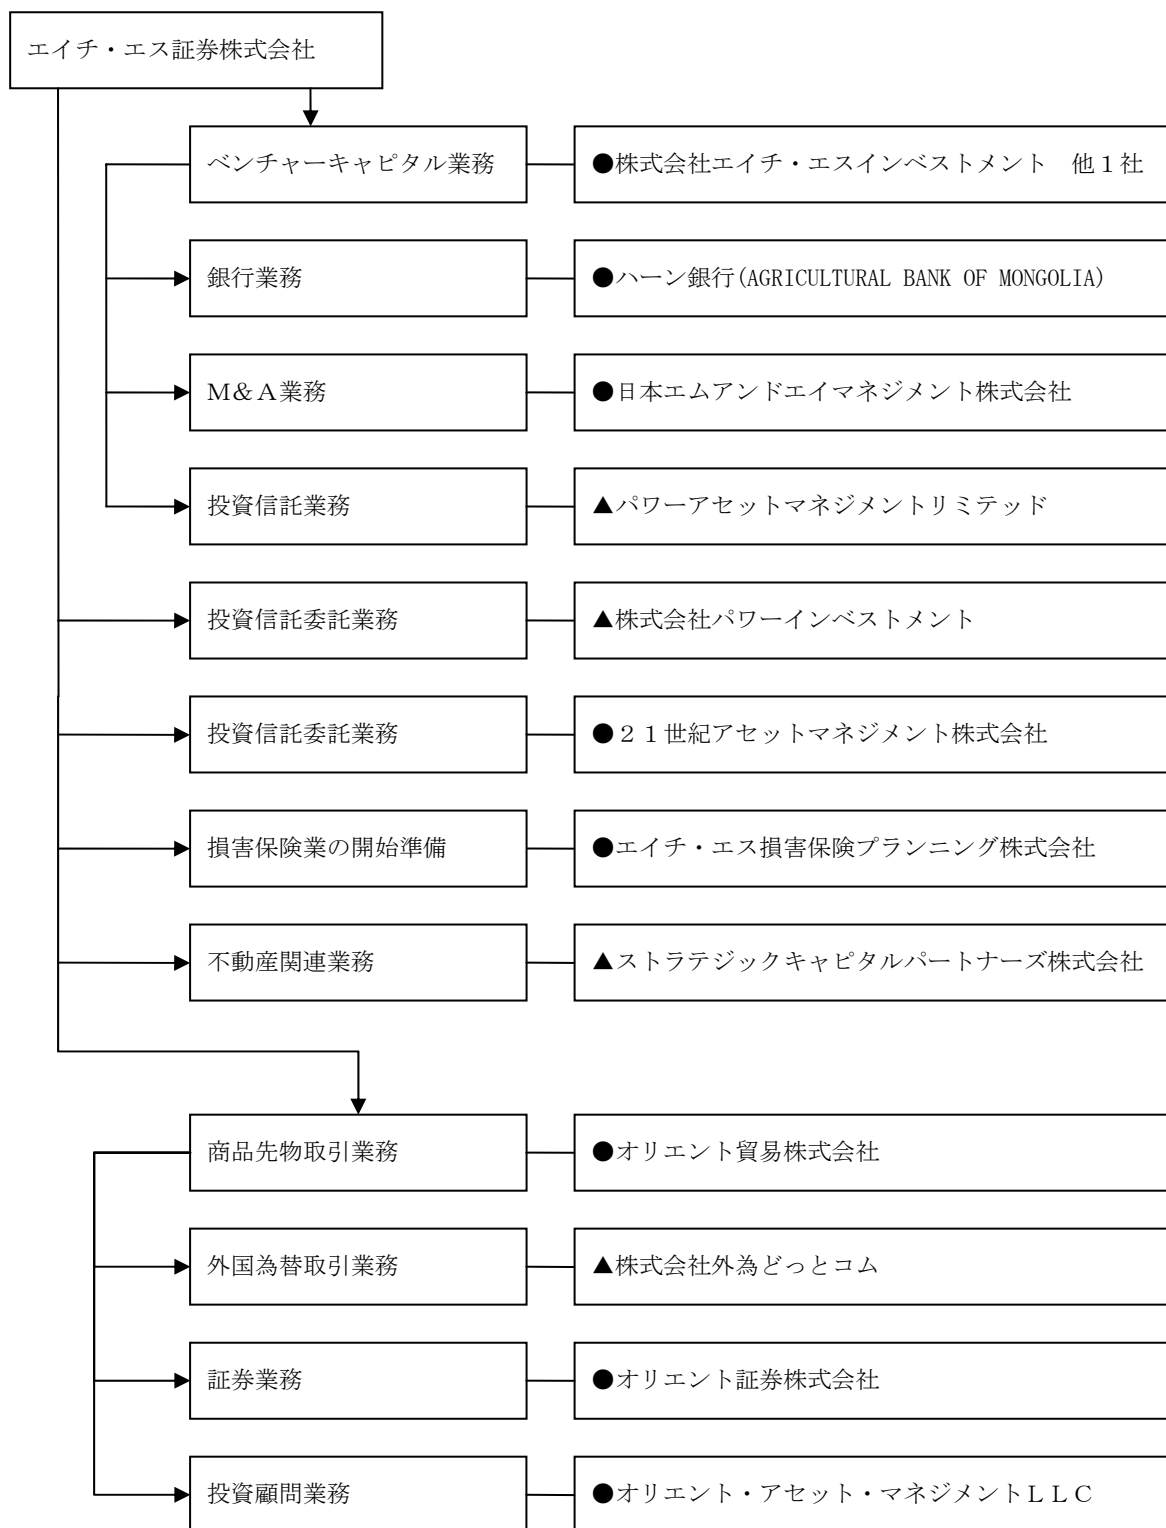 エイチ・エス証券株式会社
ベンチャーキャピタル業務
●株式会社エイチ・エスインベストメント　他１社
銀行業務
●ハーン銀行(AGRICULTURAL BANK OF MONGOLIA)
Ｍ＆Ａ業務
●日本エムアンドエイマネジメント株式会社
投資信託業務
▲パワーアセットマネジメントリミテッド
投資信託委託業務
▲株式会社パワーインベストメント
投資信託委託業務
●２１世紀アセットマネジメント株式会社
損害保険業の開始準備
●エイチ・エス損害保険プランニング株式会社
不動産関連業務
▲ストラテジックキャピタルパートナーズ株式会社
商品先物取引業務
●オリエント貿易株式会社
外国為替取引業務
▲株式会社外為どっとコム
証券業務
●オリエント証券株式会社
投資顧問業務
●オリエント・アセット・マネジメントＬＬＣ